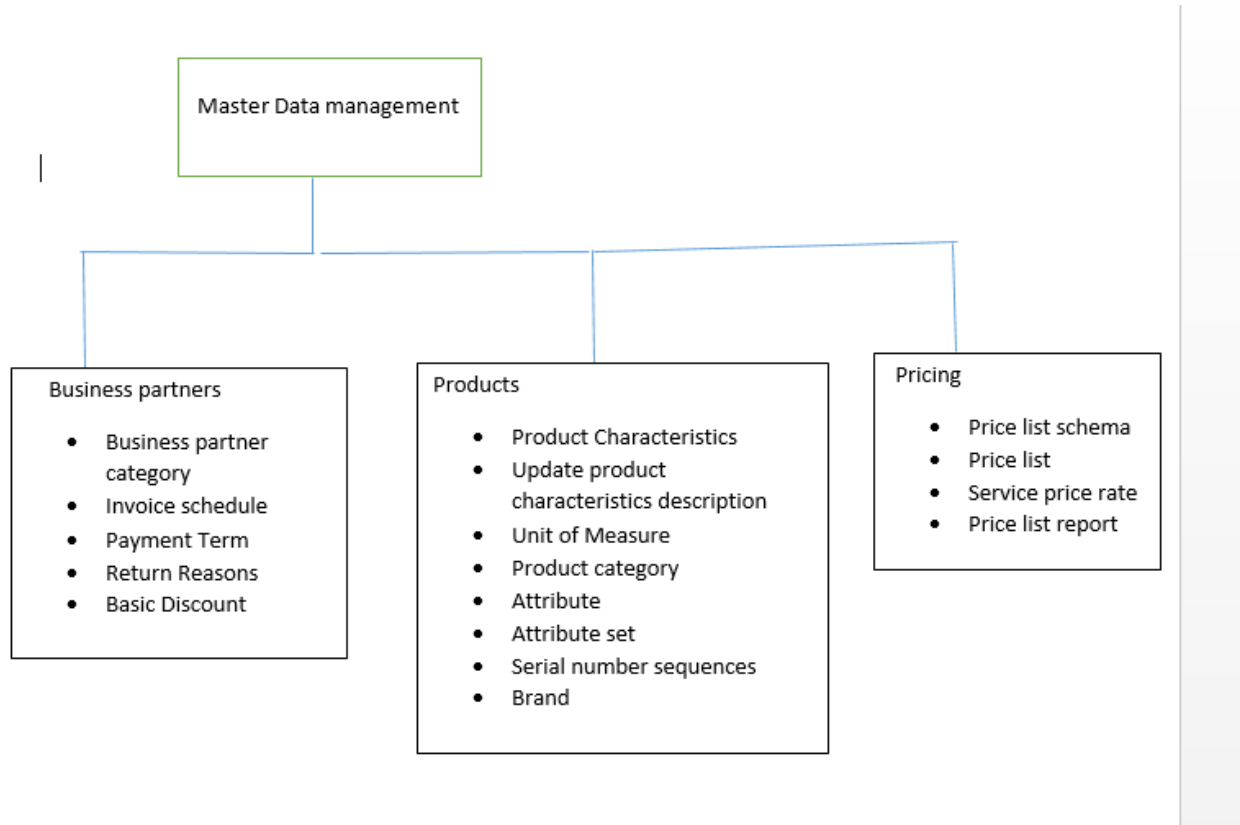 Master Data management
Business partners
• Business partner
category
• Invoice schedule
• Payment Term
• Return Reasons
• Basic Discount
Products
• Product Characteristics
• Update product
characteristics description
• Unit of Measure
• Product category
• Attribute
• Attribute set
• Serial number sequences
• Brand
Pricing
• Price list schema
• Price list
• Service price rate
• Price list report